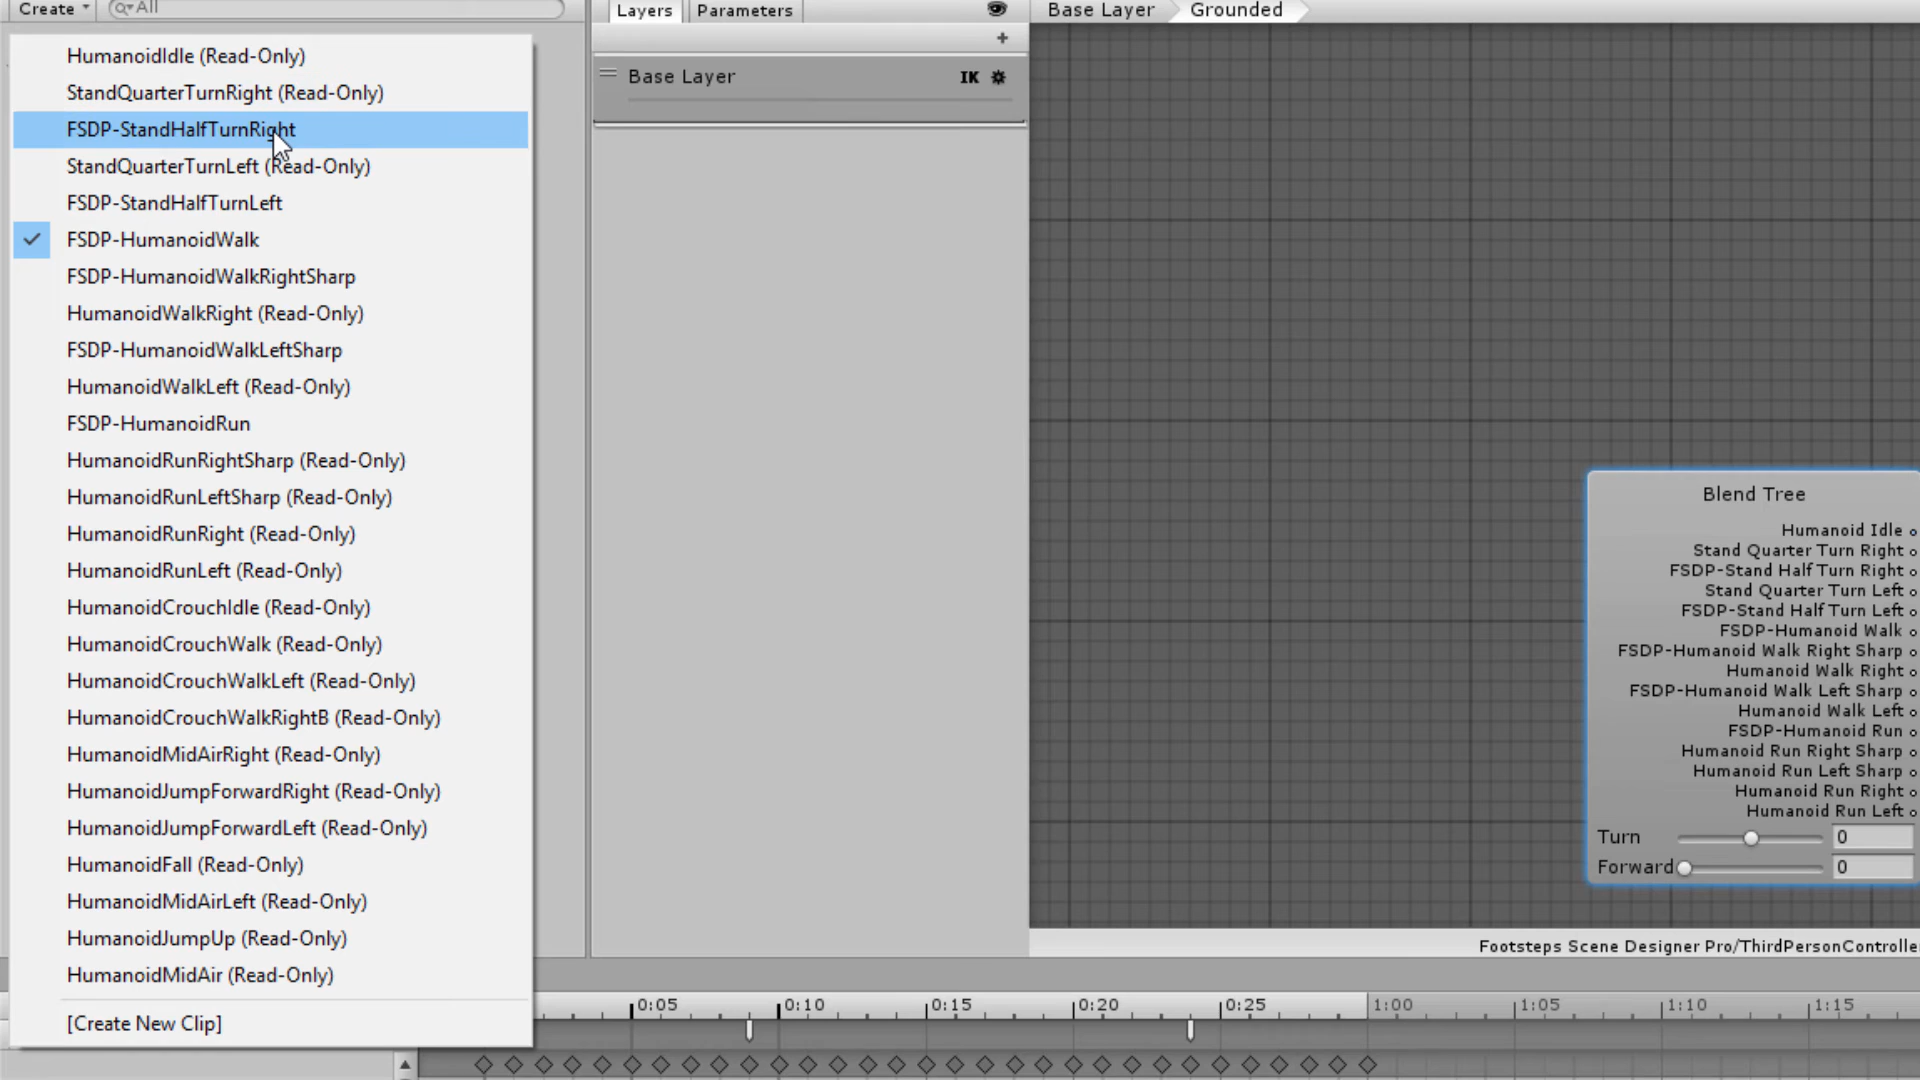 Create
All
HumanoidIdle (Read-Only)
StandQuarterTurnRight (Read-Only)
FSDP-StandHalfTurnRight
StandQuarterTurnLeft (Read-Only)
FSDP-StandHalfTurnLeft
FSDP-HumanoidWalk
FSDP-HumanoidWalkRightSharp
HumanoidWalkRight (Read-Only)
FSDP-HumanoidWalkLeftSharp
HumanoidWalkLeft (Read-Only)
FSDP-HumanoidRun
HumanoidRunRightSharp (Read-Only)
HumanoidRunLeftSharp (Read-Only)
HumanoidRunRight (Read-Only)
HumanoidRunLeft (Read-Only)
HumanoidCrouchIdle (Read-Only)
HumanoidCrouchWalk (Read-Only)
HumanoidCrouchWalkLeft (Read-Only)
HumanoidCrouchWalkRightB (Read-Only)
HumanoidMidAirRight (Read-Only)
HumanoidJumpForwardRight (Read-Only)
HumanoidJumpForwardLeft (Read-Only)
HumanoidFall (Read-Only)
HumanoidMidAirLeft (Read-Only)
HumanoidJumpUp (Read-Only)
HumanoidMidAir (Read-Only)
[Create New Clip]
Layers Parameters
+
Base Layer IK
Base Layer Grounded
Blend Tree
Humanoid Idle
Stand Quarter Turn Right
FSDP-Stand Half Turn Right
Stand Quarter Turn Left
FSDP-Stand Half Turn Left
FSDP-Humanoid Walk
FSDP-Humanoid Walk Right Sharp
Humanoid Walk Right
FSDP-Humanoid Walk Left Sharp
Humanoid Walk Left
FSDP-Humanoid Run
Humanoid Run Right Sharp
Humanoid Run Left Sharp
Humanoid Run Right
Humanoid Run Left
Turn 0
Forward 0
Footsteps Scene Designer Pro/ThirdPersonController
0:05 0:10 0:15 0:20 0:25 1:00 1:05 1:10 1:15